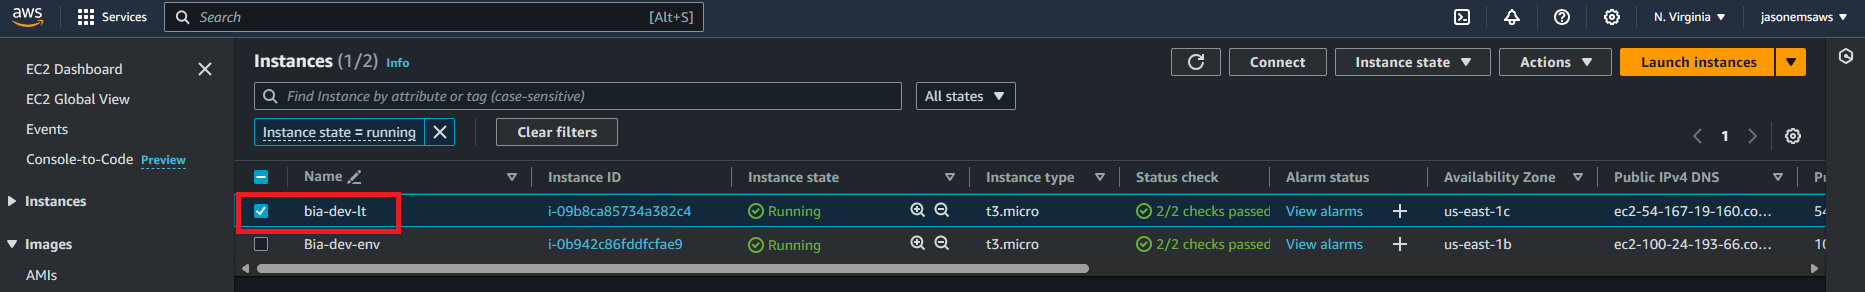 aws Services Search [Alt+S] N. Virginia jasonemsaws
EC2 Dashboard
EC2 Global View
Events
Console-to-Code Preview
Instances
Images
AMIs
Instances (1/2) Info Connect Instance state Actions Launch instances
Find Instance by attribute or tag (case-sensitive) All states
Instance state = running Clear filters 1
Name Instance ID Instance state Instance type Status check Alarm status Availability Zone Public IPv4 DNS
bia-dev-lt i-09b8ca85734a382c4 Running t3.micro 2/2 checks passed View alarms us-east-1c ec2-54-167-19-160.co... 54
Bia-dev-env i-0b942c86fddfcfae9 Running t3.micro 2/2 checks passed View alarms us-east-1b ec2-100-24-193-66.co...